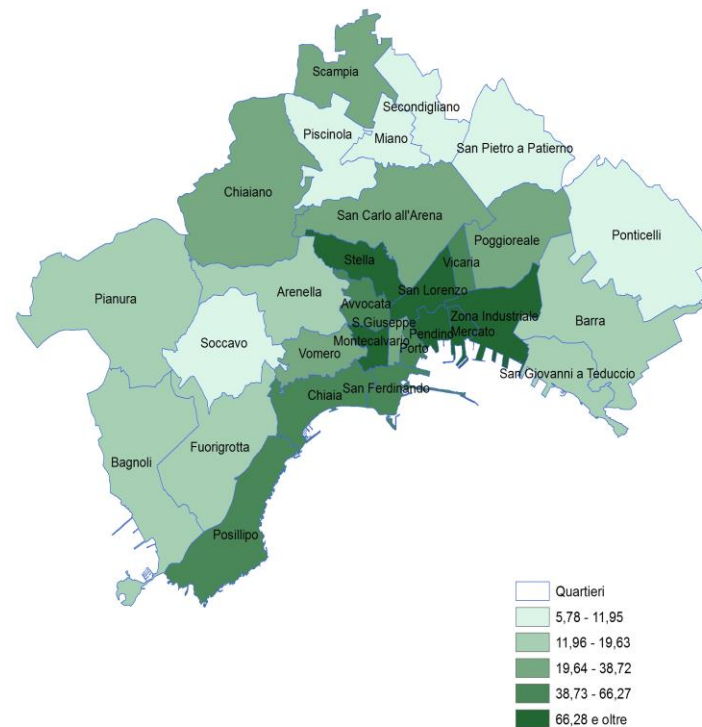 Scampia
Secondigliano
Piscinola
Miano
San Pietro a Patierno
Chiaiano
San Carlo all'Arena
Poggioreale
Ponticelli
Stella
Vicaria
Pianura
Arenella
San Lorenzo
Avvocata
Zona Industriale
Barra
S.Giuseppe
Pendino
Mercato
Soccavo
Montecalvario
Porto
Vomero
San Giovanni a Teduccio
Chiaia
San Ferdinando
Fuorigrotta
Bagnoli
Posillipo
Quartieri
5,78 - 11,95
11,96 - 19,63
19,64 - 38,72
38,73 - 66,27
66,28 e oltre